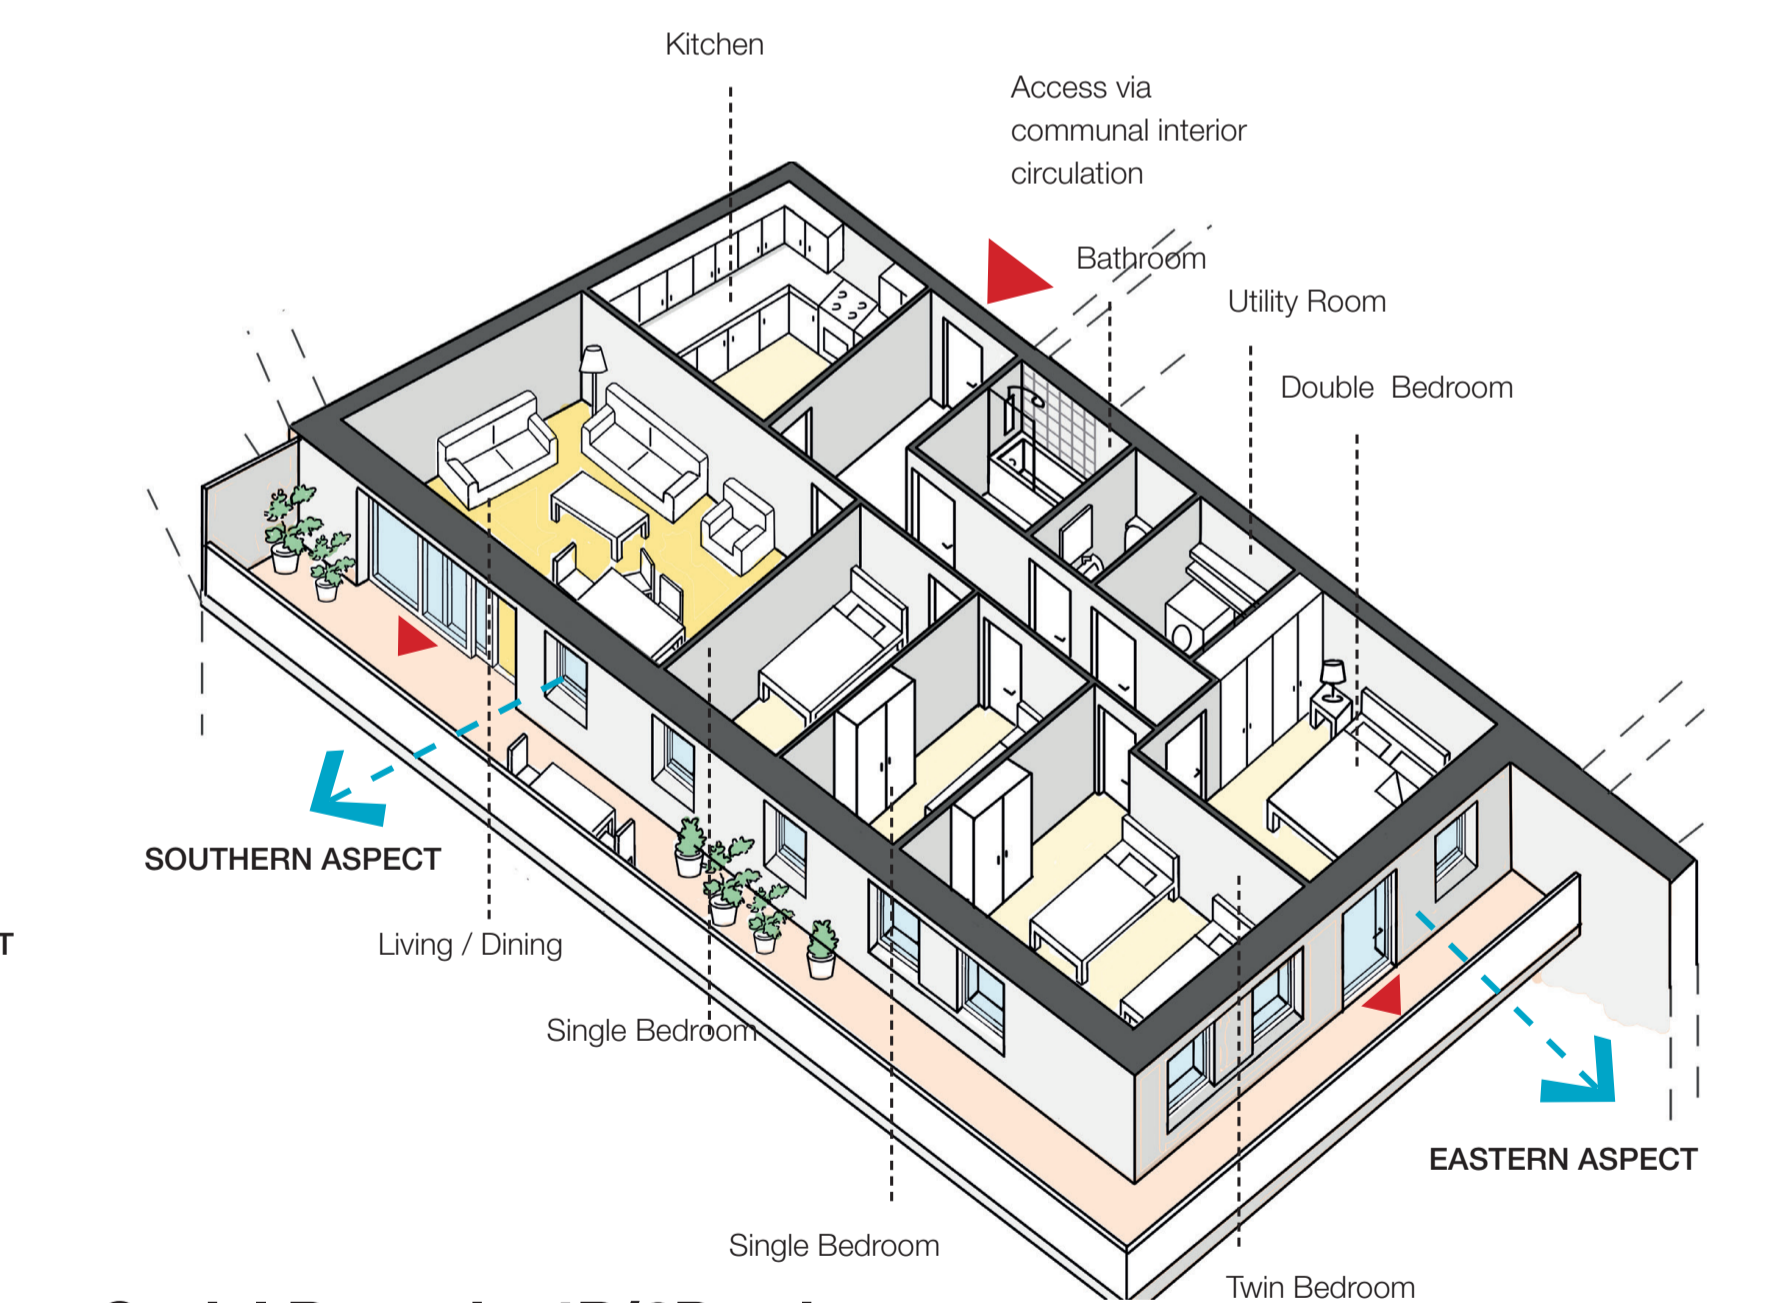 Kitchen
Access via
communal interior
circulation
Bathroom
Utility Room
Double Bedroom
SOUTHERN ASPECT
T
Living / Dining
Single Bedroom
EASTERN ASPECT
Single Bedroom
Twin Bedroom